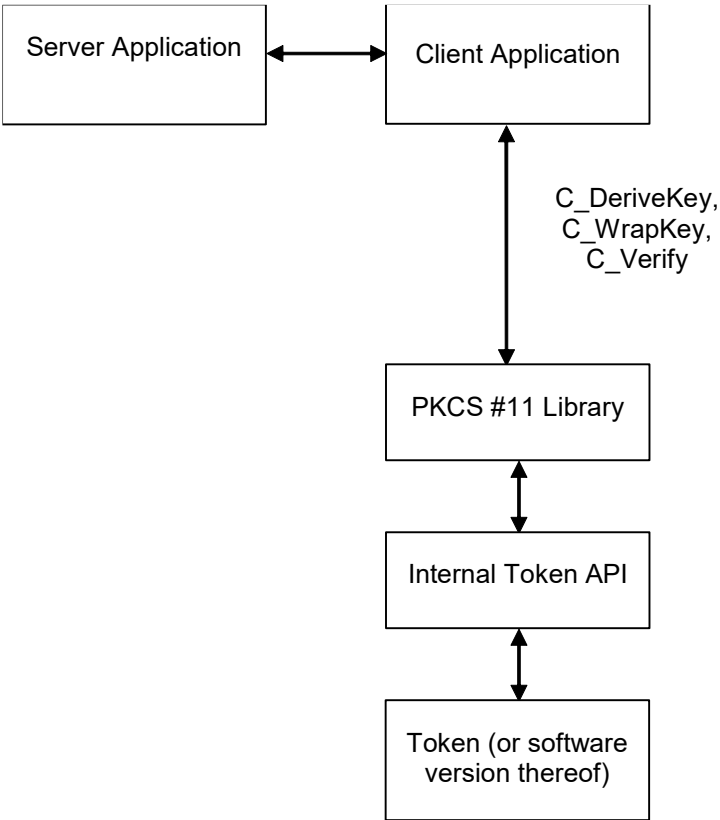 Server Application
Client Application
C_DeriveKey,
C_WrapKey,
C_Verify
PKCS #11 Library
Internal Token API
Token (or software
version thereof)